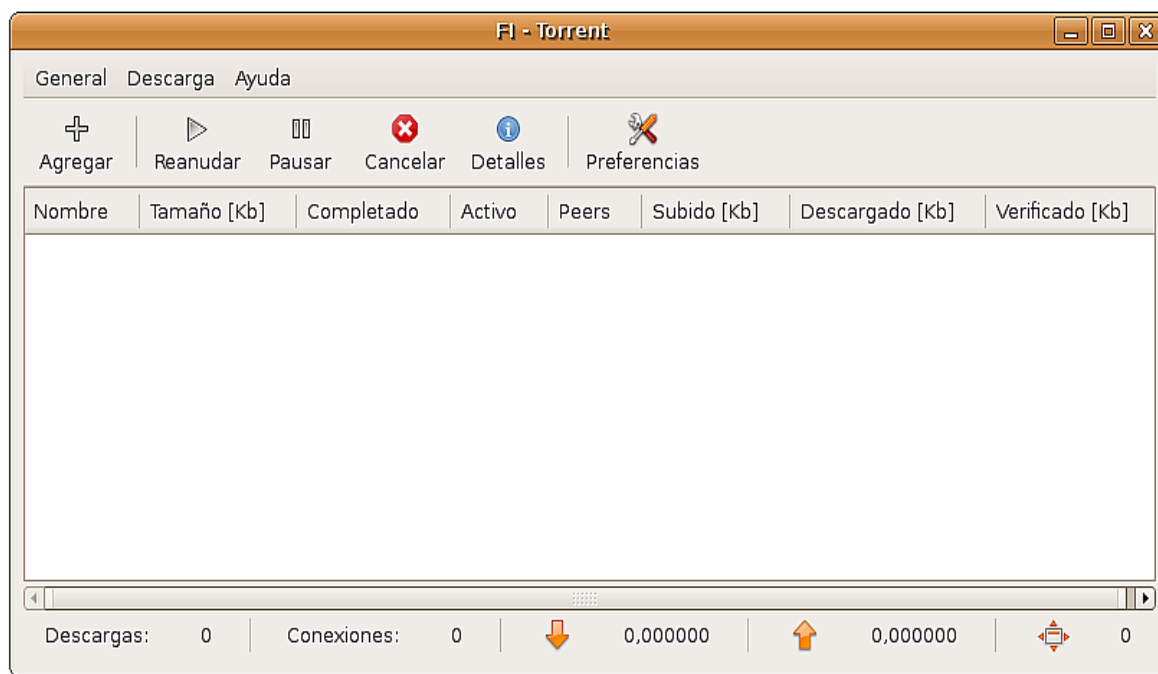 FI - Torrent
General Descarga Ayuda
Agregar Reanudar Pausar Cancelar Detalles Preferencias
Nombre Tamaño [Kb] Completado Activo Peers Subido [Kb] Descargado [Kb] Verificado [Kb]
Descargas: 0 Conexiones: 0 0,000000 0,000000 0